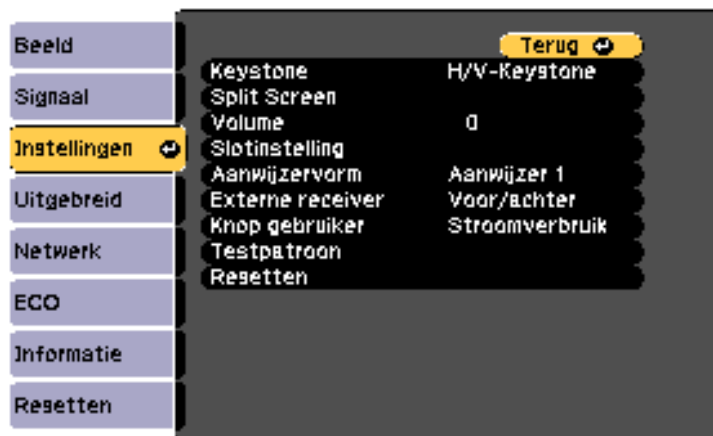 Beeld
Signaal
Instellingen
Uitgebreid
Netwerk
ECO
Informatie
Resetten
Terug
Keystone H/V-Keystone
Split Screen
Volume 0
Slotinstelling
Aanwijzervorm Aanwijzer 1
Externe receiver Voor/achter
Knop gebruiker Stroomverbruik
Testpatroon
Resetten